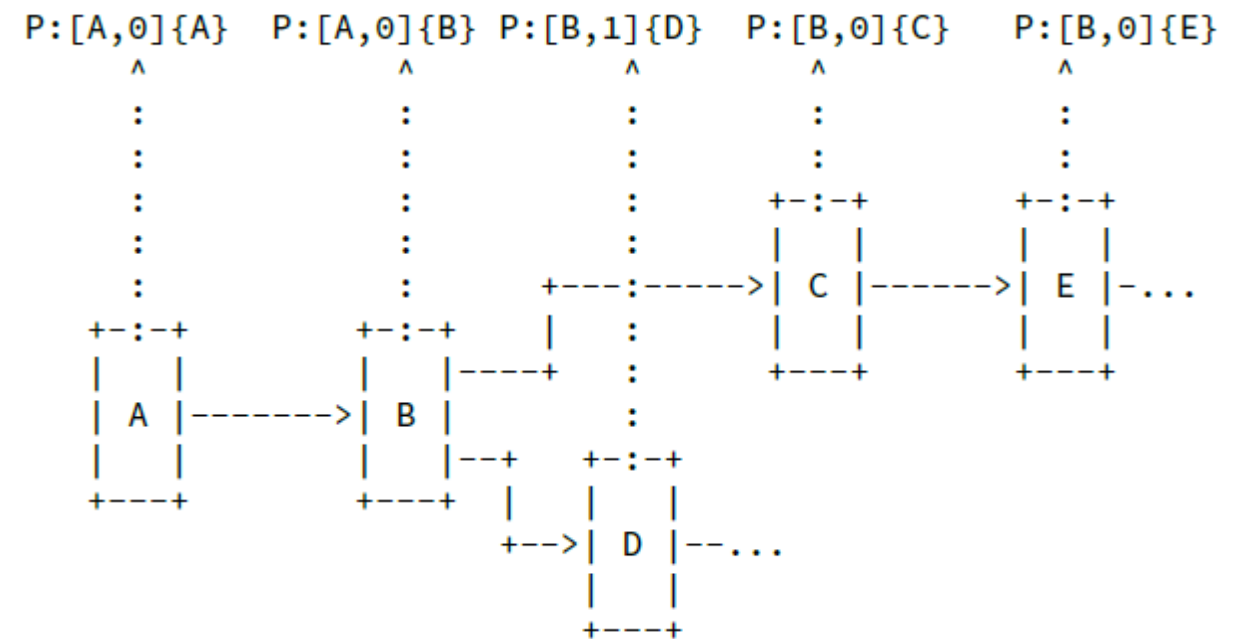 P:[A,0]{A}  P:[A,0]{B} P:[B,1]{D}  P:[B,0]{C}   P:[B,0]{E}
C E ...
A B
D ...